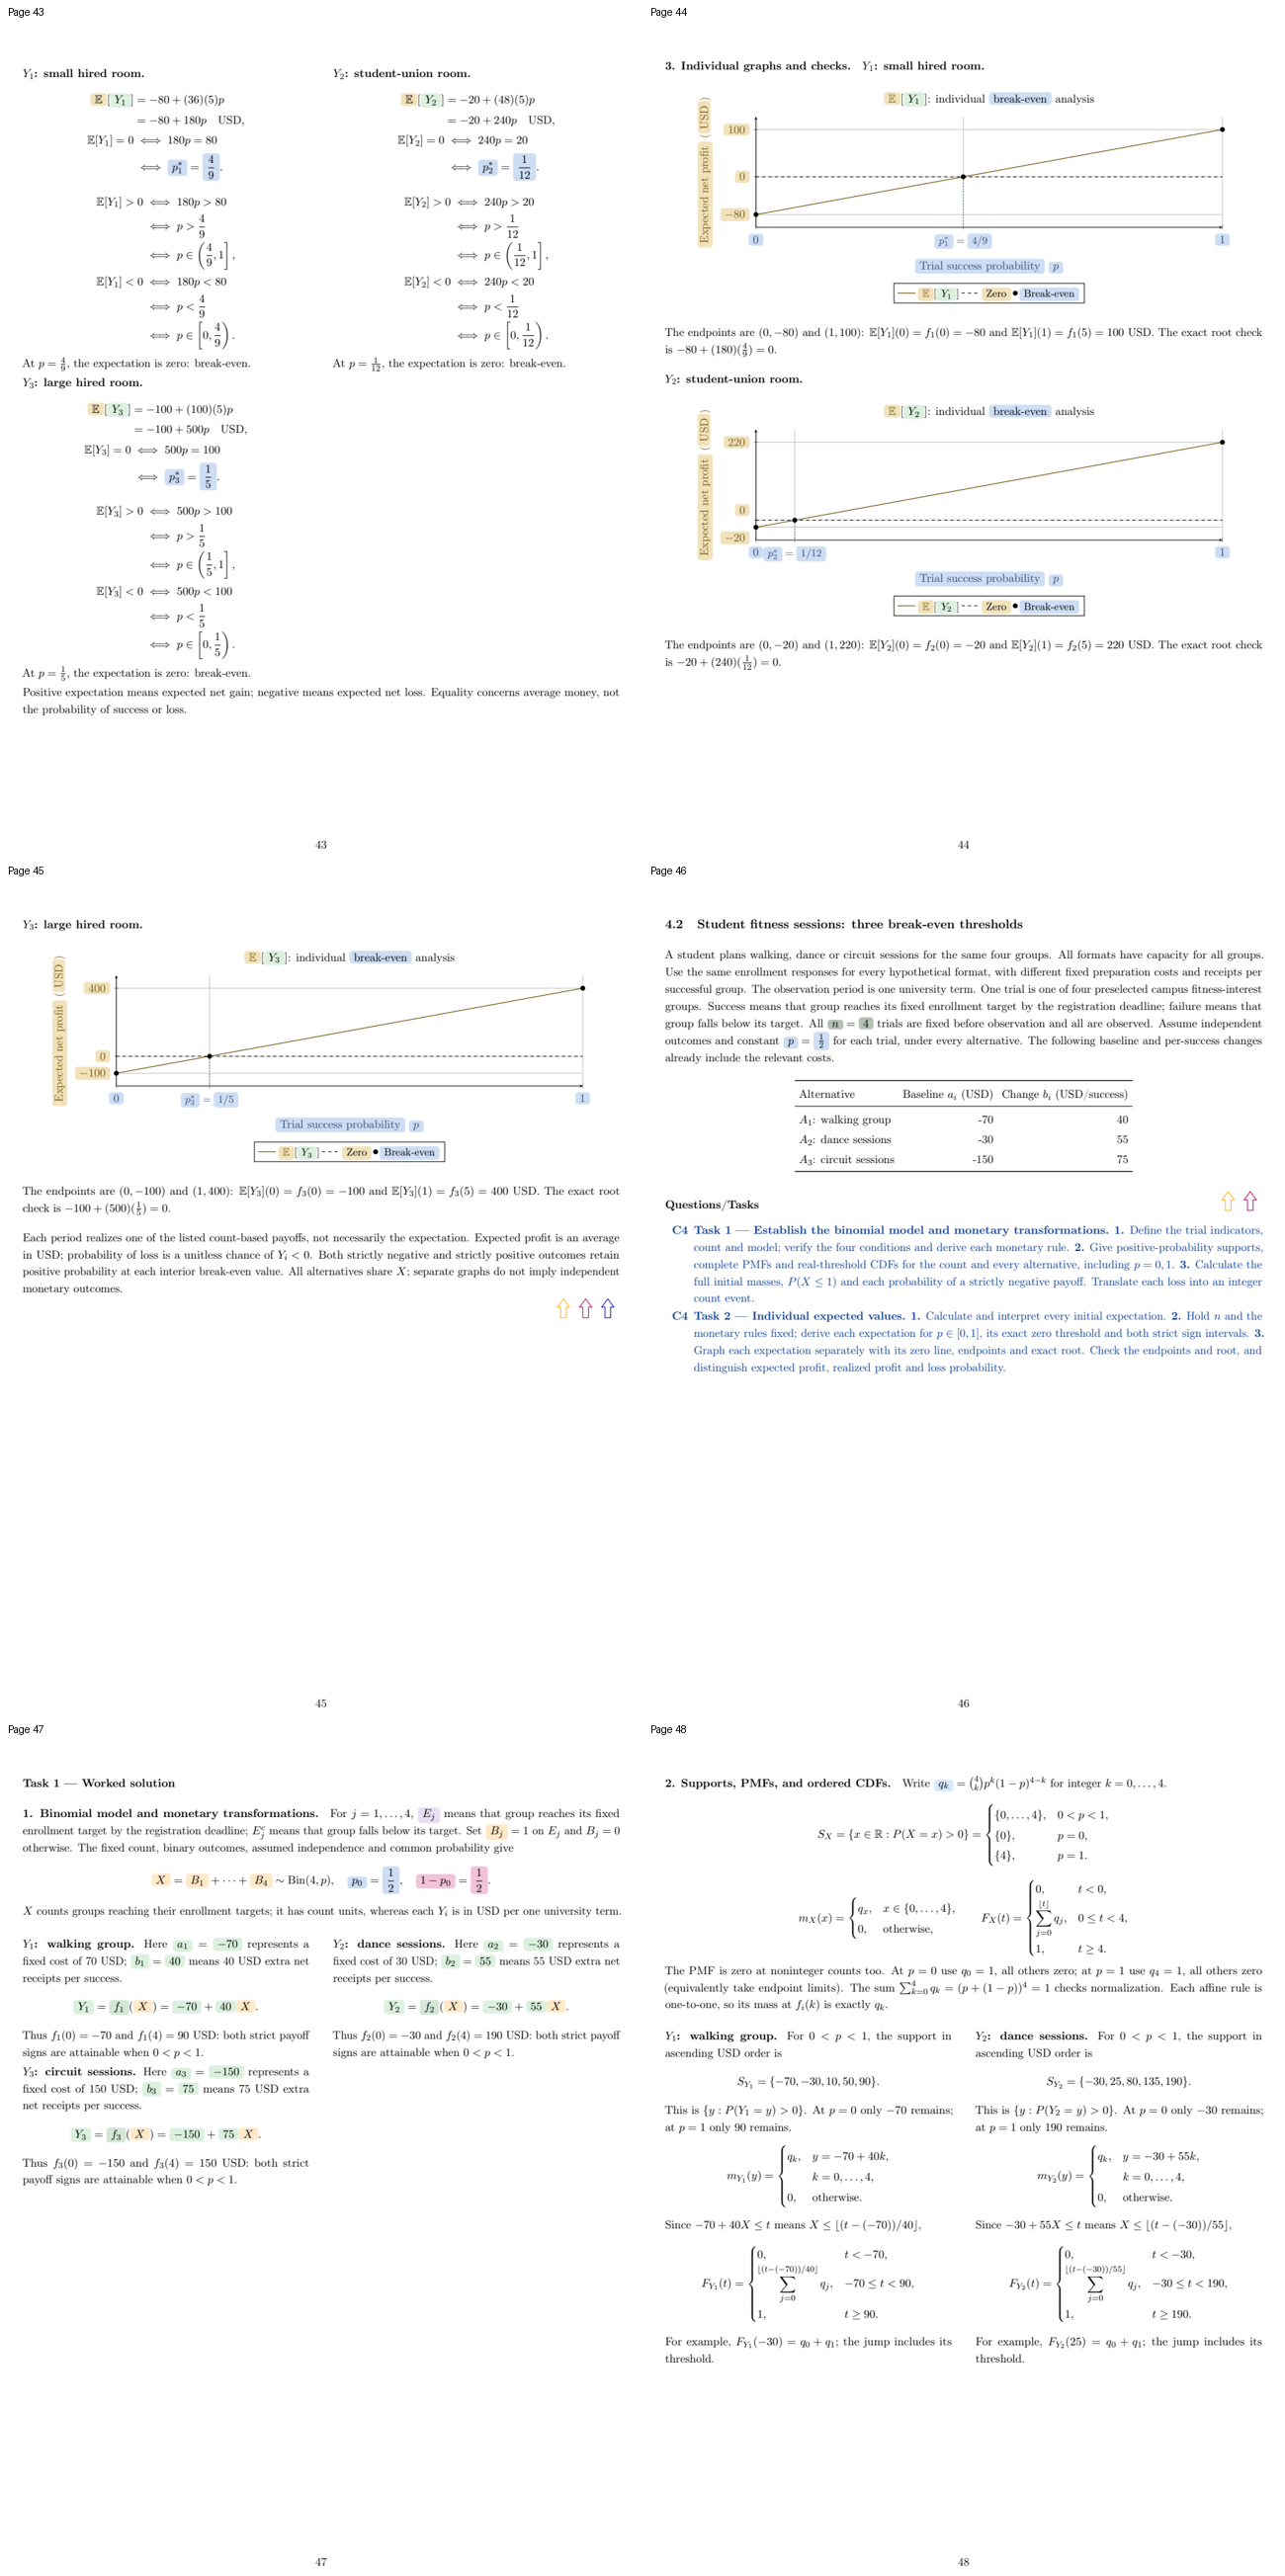 Page 43
Y₁: small hired room.
𝔼[Y₁] = −80 + (36)(5)p
= −80 + 180p USD,
𝔼[Y₁] = 0 ⟺ 180p = 80
⟺ p₁* = 4/9.
𝔼[Y₁] > 0 ⟺ 180p > 80
⟺ p > 4/9
⟺ p ∈ (4/9, 1],
𝔼[Y₁] < 0 ⟺ 180p < 80
⟺ p < 4/9
⟺ p ∈ [0, 4/9).
At p = 4/9, the expectation is zero: break-even.
Y₂: student-union room.
𝔼[Y₂] = −20 + (48)(5)p
= −20 + 240p USD,
𝔼[Y₂] = 0 ⟺ 240p = 20
⟺ p₂* = 1/12.
𝔼[Y₂] > 0 ⟺ 240p > 20
⟺ p > 1/12
⟺ p ∈ (1/12, 1],
𝔼[Y₂] < 0 ⟺ 240p < 20
⟺ p < 1/12
⟺ p ∈ [0, 1/12).
At p = 1/12, the expectation is zero: break-even.
Y₃: large hired room.
𝔼[Y₃] = −100 + (100)(5)p
= −100 + 500p USD,
𝔼[Y₃] = 0 ⟺ 500p = 100
⟺ p₃* = 1/5.
𝔼[Y₃] > 0 ⟺ 500p > 100
⟺ p > 1/5
⟺ p ∈ (1/5, 1],
𝔼[Y₃] < 0 ⟺ 500p < 100
⟺ p < 1/5
⟺ p ∈ [0, 1/5).
At p = 1/5, the expectation is zero: break-even.
Positive expectation means expected net gain; negative means expected net loss. Equality concerns average money, not
the probability of success or loss.
43
Page 44
3. Individual graphs and checks. Y₁: small hired room.
𝔼[Y₁]: individual break-even analysis
Expected net profit (USD)
100
0
−80
0
p₁* = 4/9
1
Trial success probability p
𝔼[Y₁] Zero Break-even
The endpoints are (0, −80) and (1, 100): 𝔼[Y₁](0) = f₁(0) = −80 and 𝔼[Y₁](1) = f₁(5) = 100 USD. The exact root check
is −80 + (180)(4/9) = 0.
Y₂: student-union room.
𝔼[Y₂]: individual break-even analysis
Expected net profit (USD)
220
0
−20
0
p₂* = 1/12
1
Trial success probability p
𝔼[Y₂] Zero Break-even
The endpoints are (0, −20) and (1, 220): 𝔼[Y₂](0) = f₂(0) = −20 and 𝔼[Y₂](1) = f₂(5) = 220 USD. The exact root check
is −20 + (240)(1/12) = 0.
44
Page 45
Y₃: large hired room.
𝔼[Y₃]: individual break-even analysis
Expected net profit (USD)
400
0
−100
0
p₃* = 1/5
1
Trial success probability p
𝔼[Y₃] Zero Break-even
The endpoints are (0, −100) and (1, 400): 𝔼[Y₃](0) = f₃(0) = −100 and 𝔼[Y₃](1) = f₃(5) = 400 USD. The exact root
check is −100 + (500)(1/5) = 0.
Each period realizes one of the listed count-based payoffs, not necessarily the expectation. Expected profit is an average
in USD; probability of loss is a unitless chance of Yᵢ < 0. Both strictly negative and strictly positive outcomes retain
positive probability at each interior break-even value. All alternatives share X; separate graphs do not imply independent
monetary outcomes.
45
Page 46
4.2 Student fitness sessions: three break-even thresholds
A student plans walking, dance or circuit sessions for the same four groups. All formats have capacity for all groups.
Use the same enrollment responses for every hypothetical format, with different fixed preparation costs and receipts per
successful group. The observation period is one university term. One trial is one of four preselected campus fitness-interest
groups. Success means that group reaches its fixed enrollment target by the registration deadline; failure means that
group falls below its target. All n = 4 trials are fixed before observation and all are observed. Assume independent
outcomes and constant p = 1/2 for each trial, under every alternative. The following baseline and per-success changes
already include the relevant costs.
Alternative Baseline aᵢ (USD) Change bᵢ (USD/success)
A₁: walking group -70 40
A₂: dance sessions -30 55
A₃: circuit sessions -150 75
Questions/Tasks
C4 Task 1 — Establish the binomial model and monetary transformations. 1. Define the trial indicators,
count and model; verify the four conditions and derive each monetary rule. 2. Give positive-probability supports,
complete PMFs and real-threshold CDFs for the count and every alternative, including p = 0, 1. 3. Calculate the
full initial masses, P(X ≤ 1) and each probability of a strictly negative payoff. Translate each loss into an integer
count event.
C4 Task 2 — Individual expected values. 1. Calculate and interpret every initial expectation. 2. Hold n and the
monetary rules fixed; derive each expectation for p ∈ [0, 1], its exact zero threshold and both strict sign intervals. 3.
Graph each expectation separately with its zero line, endpoints and exact root. Check the endpoints and root, and
distinguish expected profit, realized profit and loss probability.
46
Page 47
Task 1 — Worked solution
1. Binomial model and monetary transformations. For j = 1, …, 4, Eⱼ means that group reaches its fixed
enrollment target by the registration deadline; Eⱼᶜ means that group falls below its target. Set Bⱼ = 1 on Eⱼ and Bⱼ = 0
otherwise. The fixed count, binary outcomes, assumed independence and common probability give
X = B₁ + ⋯ + B₄ ∼ Bin(4, p), p₀ = 1/2, 1 − p₀ = 1/2.
X counts groups reaching their enrollment targets; it has count units, whereas each Yᵢ is in USD per one university term.
Y₁: walking group. Here a₁ = −70 represents a
fixed cost of 70 USD; b₁ = 40 means 40 USD extra net
receipts per success.
Y₁ = f₁(X) = −70 + 40 X.
Thus f₁(0) = −70 and f₁(4) = 90 USD: both strict payoff
signs are attainable when 0 < p < 1.
Y₂: dance sessions. Here a₂ = −30 represents a
fixed cost of 30 USD; b₂ = 55 means 55 USD extra net
receipts per success.
Y₂ = f₂(X) = −30 + 55 X.
Thus f₂(0) = −30 and f₂(4) = 190 USD: both strict payoff
signs are attainable when 0 < p < 1.
Y₃: circuit sessions. Here a₃ = −150 represents a
fixed cost of 150 USD; b₃ = 75 means 75 USD extra
net receipts per success.
Y₃ = f₃(X) = −150 + 75 X.
Thus f₃(0) = −150 and f₃(4) = 150 USD: both strict
payoff signs are attainable when 0 < p < 1.
47
Page 48
2. Supports, PMFs, and ordered CDFs. Write qₖ = (4 k) pᵏ(1 − p)⁴⁻ᵏ for integer k = 0, …, 4.
S_X = {x ∈ ℝ : P(X = x) > 0} = { {0, …, 4}, 0 < p < 1,
{0}, p = 0,
{4}, p = 1.
m_X(x) = { qₓ, x ∈ {0, …, 4},
0, otherwise,
F_X(t) = { 0, t < 0,
∑_{j=0}^{⌊t⌋} qⱼ, 0 ≤ t < 4,
1, t ≥ 4.
The PMF is zero at noninteger counts too. At p = 0 use q₀ = 1, all others zero; at p = 1 use q₄ = 1, all others zero
(equivalently take endpoint limits). The sum ∑_{k=0}^{4} qₖ = (p + (1 − p))⁴ = 1 checks normalization. Each affine rule is
one-to-one, so its mass at fᵢ(k) is exactly qₖ.
Y₁: walking group. For 0 < p < 1, the support in
ascending USD order is
S_{Y₁} = {−70, −30, 10, 50, 90}.
This is {y : P(Y₁ = y) > 0}. At p = 0 only −70 remains;
at p = 1 only 90 remains.
m_{Y₁}(y) = { qₖ, y = −70 + 40k,
k = 0, …, 4,
0, otherwise.
Since −70 + 40X ≤ t means X ≤ ⌊(t − (−70))/40⌋,
F_{Y₁}(t) = { 0, t < −70,
∑_{j=0}^{⌊(t−(−70))/40⌋} qⱼ, −70 ≤ t < 90,
1, t ≥ 90.
For example, F_{Y₁}(−30) = q₀ + q₁; the jump includes its
threshold.
Y₂: dance sessions. For 0 < p < 1, the support in
ascending USD order is
S_{Y₂} = {−30, 25, 80, 135, 190}.
This is {y : P(Y₂ = y) > 0}. At p = 0 only −30 remains;
at p = 1 only 190 remains.
m_{Y₂}(y) = { qₖ, y = −30 + 55k,
k = 0, …, 4,
0, otherwise.
Since −30 + 55X ≤ t means X ≤ ⌊(t − (−30))/55⌋,
F_{Y₂}(t) = { 0, t < −30,
∑_{j=0}^{⌊(t−(−30))/55⌋} qⱼ, −30 ≤ t < 190,
1, t ≥ 190.
For example, F_{Y₂}(25) = q₀ + q₁; the jump includes its
threshold.
48